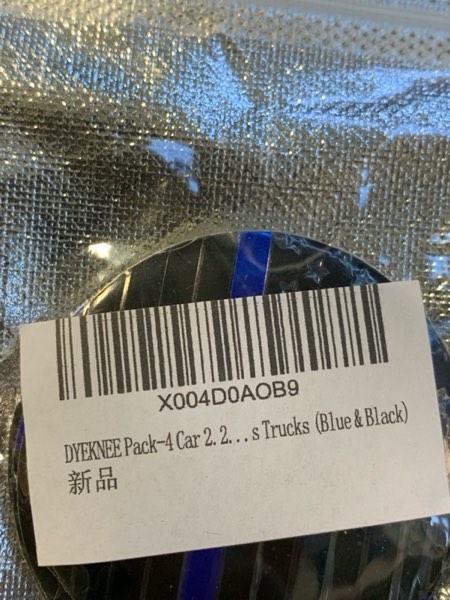 X004D0AOB9
DYEKNEE Pack-4 Car 2.2...s Trucks (Blue & Black)
新品